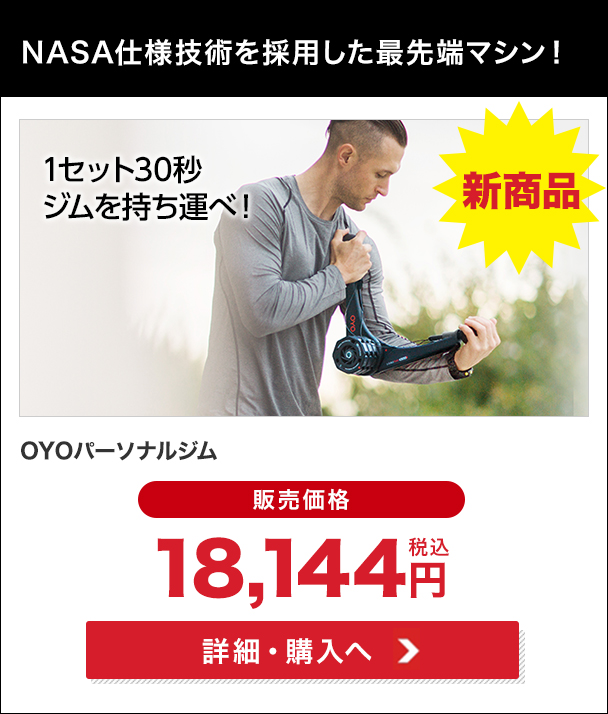 NASA仕様技術を採用した最先端マシン！
1セット30秒
ジムを持ち運べ！
新商品
OYO
OYOパーソナルジム
販売価格
18,144円税込
詳細・購入へ